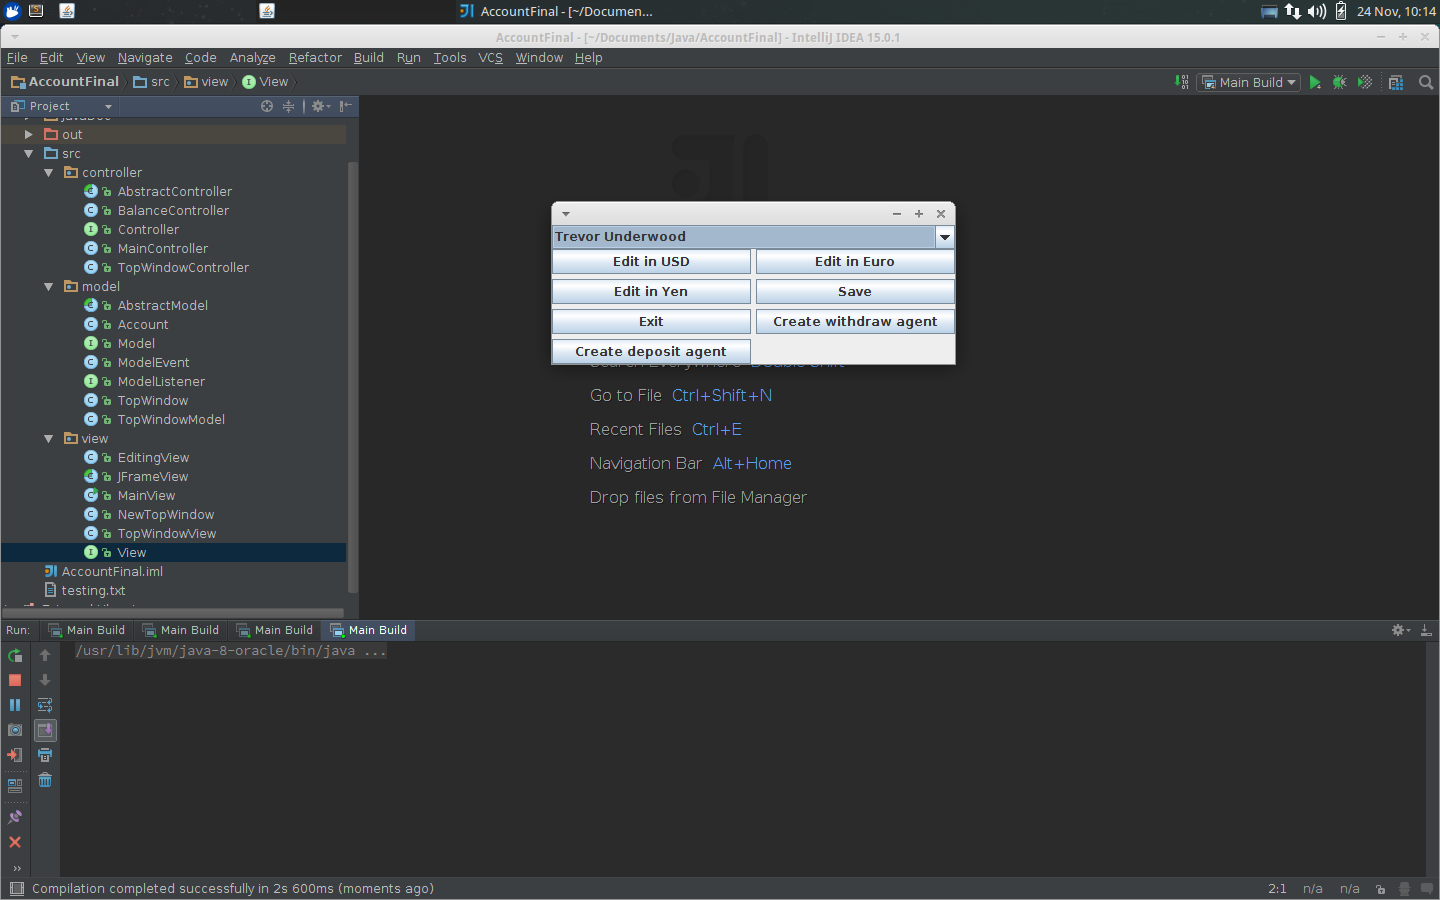 AccountFinal - [~/Documen...
24 Nov, 10:14
AccountFinal - [~/Documents/Java/AccountFinal] - IntelliJ IDEA 15.0.1
File Edit View Navigate Code Analyze Refactor Build Run Tools VCS Window Help
AccountFinal src view View
Main Build
Project
out
src
controller
AbstractController
BalanceController
Controller
MainController
TopWindowController
model
AbstractModel
Account
Model
ModelEvent
ModelListener
TopWindow
TopWindowModel
view
EditingView
JFrameView
MainView
NewTopWindow
TopWindowView
View
AccountFinal.iml
testing.txt
Trevor Underwood
Edit in USD Edit in Euro
Edit in Yen Save
Exit Create withdraw agent
Create deposit agent
Search Everywhere Double Shift
Go to File Ctrl+Shift+N
Recent Files Ctrl+E
Navigation Bar Alt+Home
Drop files from File Manager
Run: Main Build Main Build Main Build Main Build
/usr/lib/jvm/java-8-oracle/bin/java ...
Compilation completed successfully in 2s 600ms (moments ago)
2:1 n/a n/a